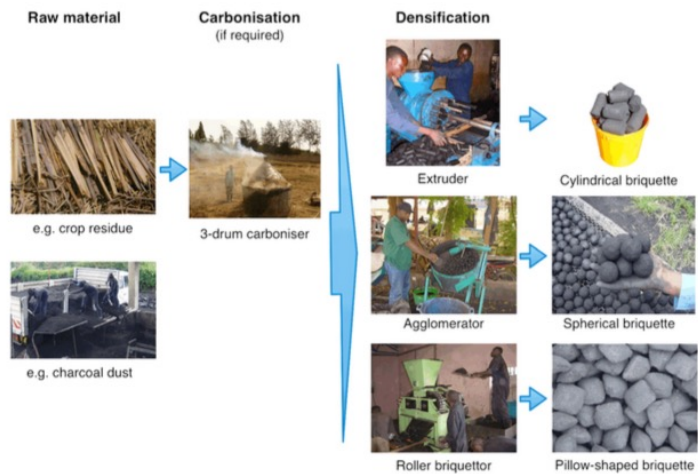 Raw material
Carbonisation
(if required)
Densification
e.g. crop residue
3-drum carboniser
e.g. charcoal dust
Extruder
Cylindrical briquette
Agglomerator
Spherical briquette
Roller briquettor
Pillow-shaped briquette